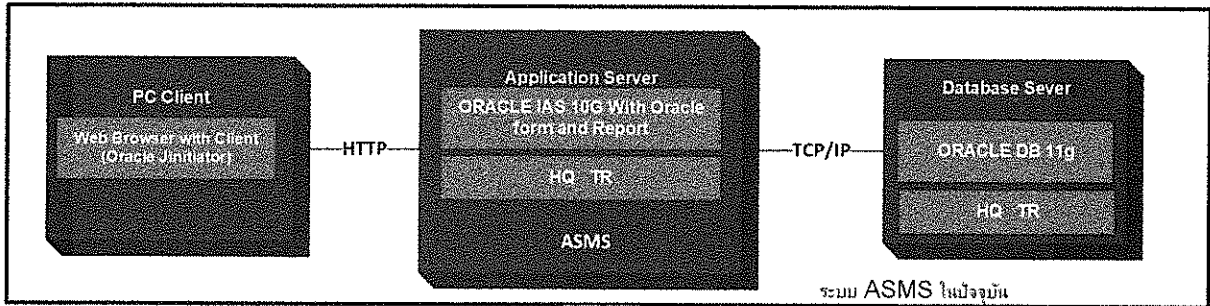 PC Client
Web Browser with Client
(Oracle Jinitiator)
HTTP
Application Server
ORACLE IAS 10G With Oracle
form and Report
HQ TR
ASMS
TCP/IP
Database Sever
ORACLE DB 11g
HQ TR
ระบบ ASMS ในปัจจุบัน